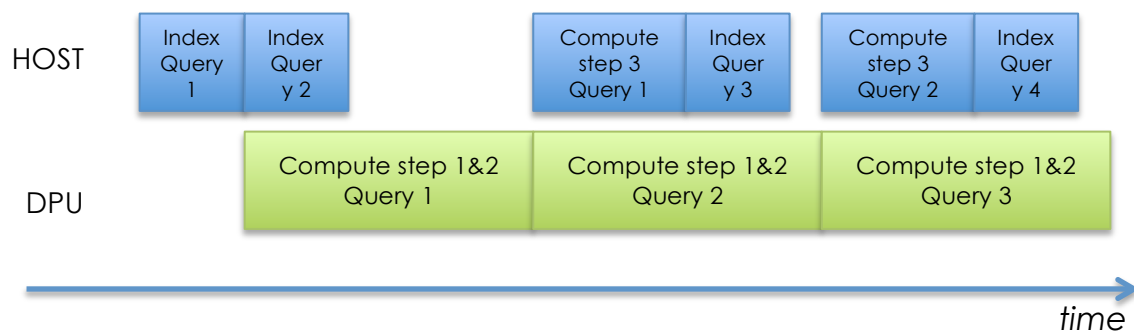 HOST
Index
Query
1
Index
Quer
y 2
Compute
step 3
Query 1
Index
Quer
y 3
Compute
step 3
Query 2
Index
Quer
y 4
DPU
Compute step 1&2
Query 1
Compute step 1&2
Query 2
Compute step 1&2
Query 3
time